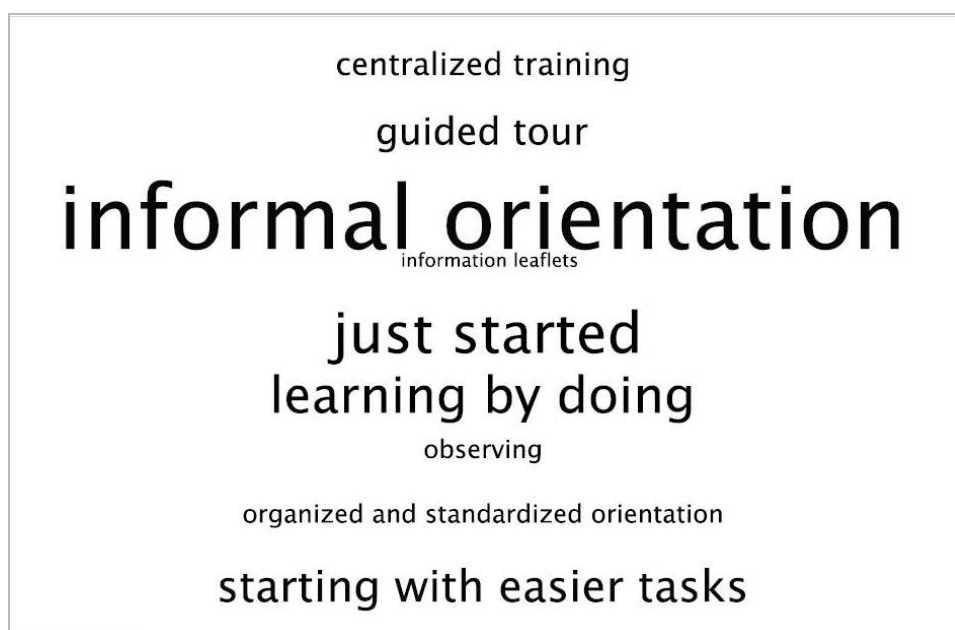 centralized training
guided tour
informal orientation
information leaflets
just started
learning by doing
observing
organized and standardized orientation
starting with easier tasks